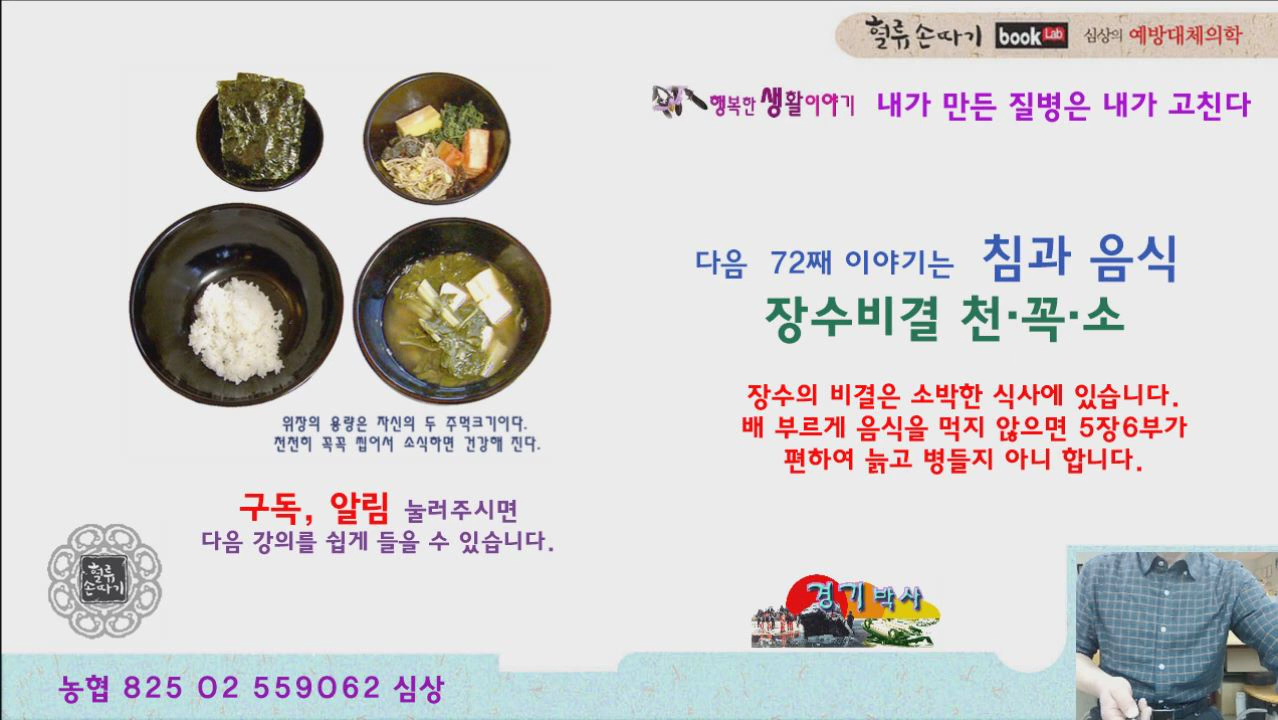 혈류 손따기 book Lab 심상의 예방대체의학
행복한 생활이야기 내가 만든 질병은 내가 고친다
다음 72째 이야기는 침과 음식
장수비결 천·꼭·소
장수의 비결은 소박한 식사에 있습니다.
배 부르게 음식을 먹지 않으면 5장6부가
편하여 늙고 병들지 아니 합니다.
위장의 용량은 자신의 두 주먹크기이다.
천천히 꼭꼭 씹어서 소식하면 건강해 진다.
구독, 알림 눌러주시면
다음 강의를 쉽게 들을 수 있습니다.
혈류
손따기
경기박사
농협 825 02 559062 심상